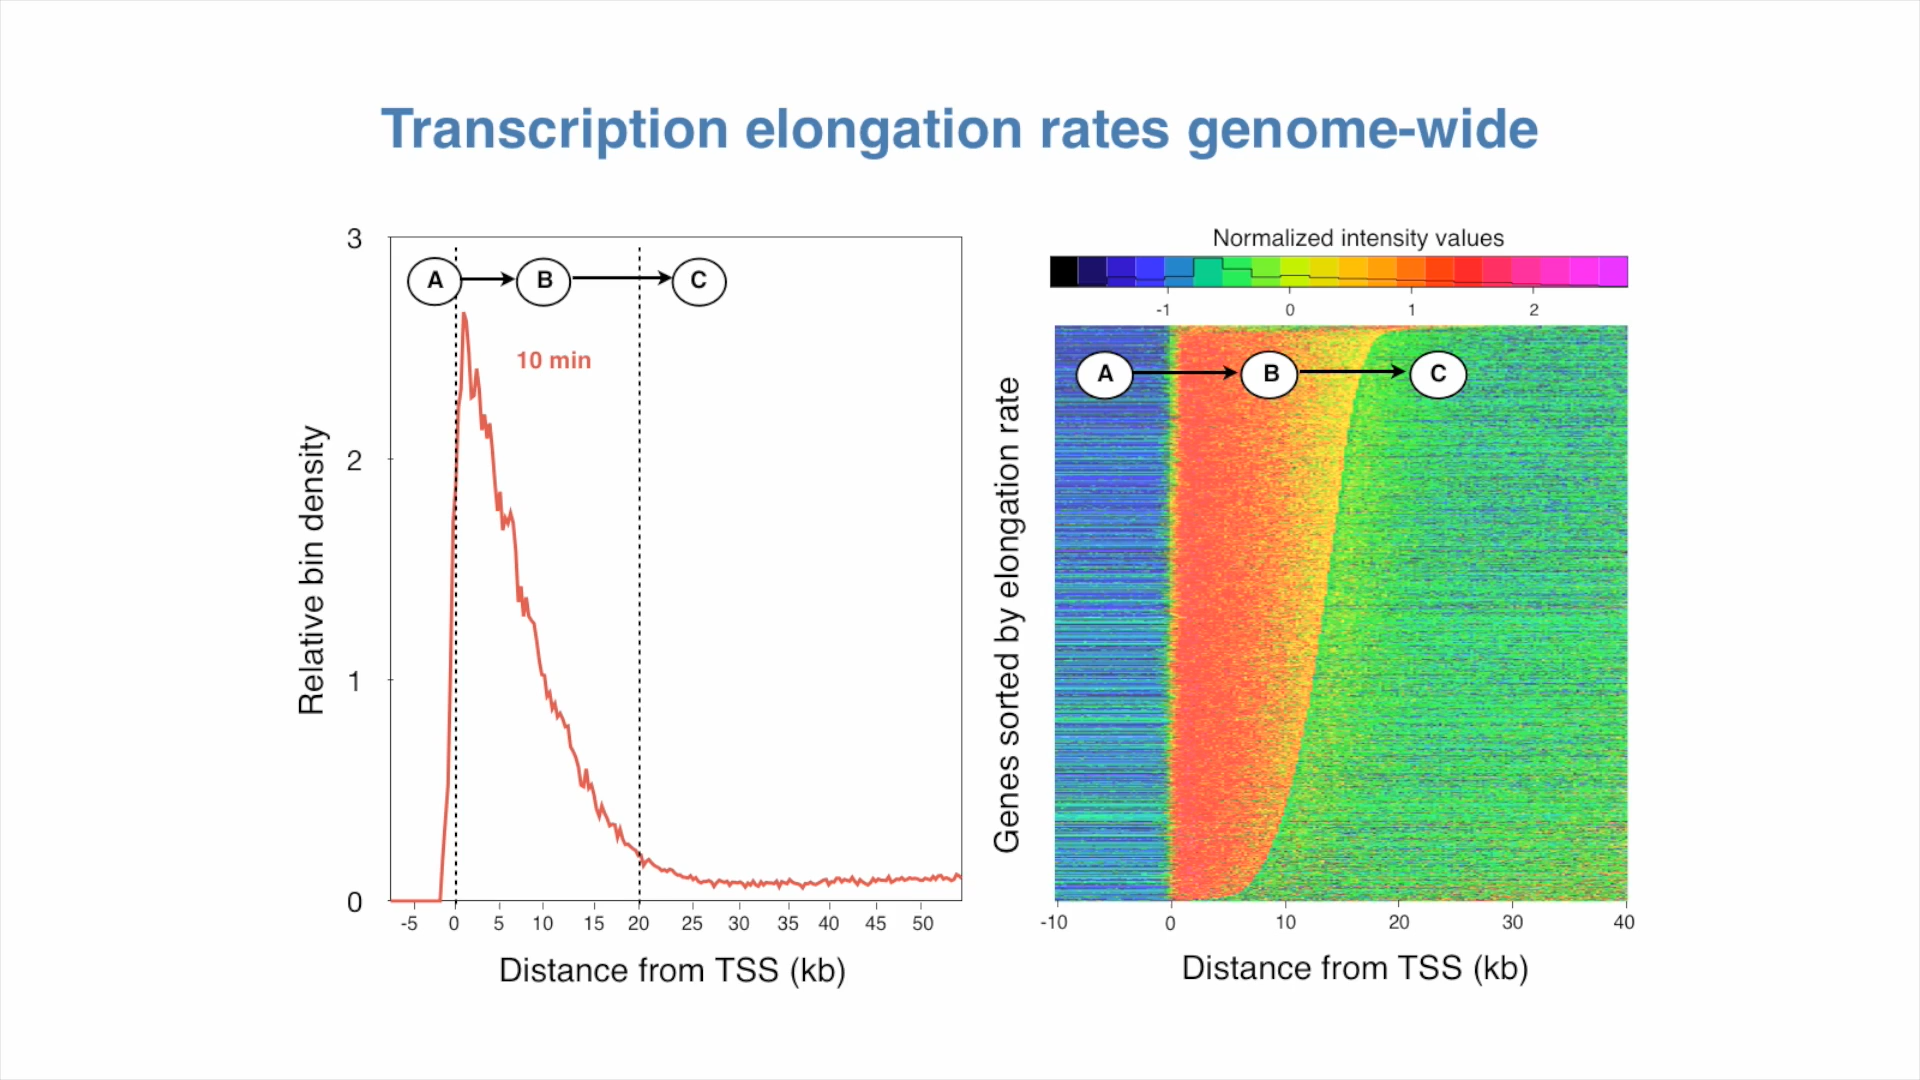 Transcription elongation rates genome-wide
Relative bin density
3
2
1
0
A
B
C
10 min
-5 0 5 10 15 20 25 30 35 40 45 50
Distance from TSS (kb)
Normalized intensity values
-1 0 1 2
Genes sorted by elongation rate
A
B
C
-10 0 10 20 30 40
Distance from TSS (kb)